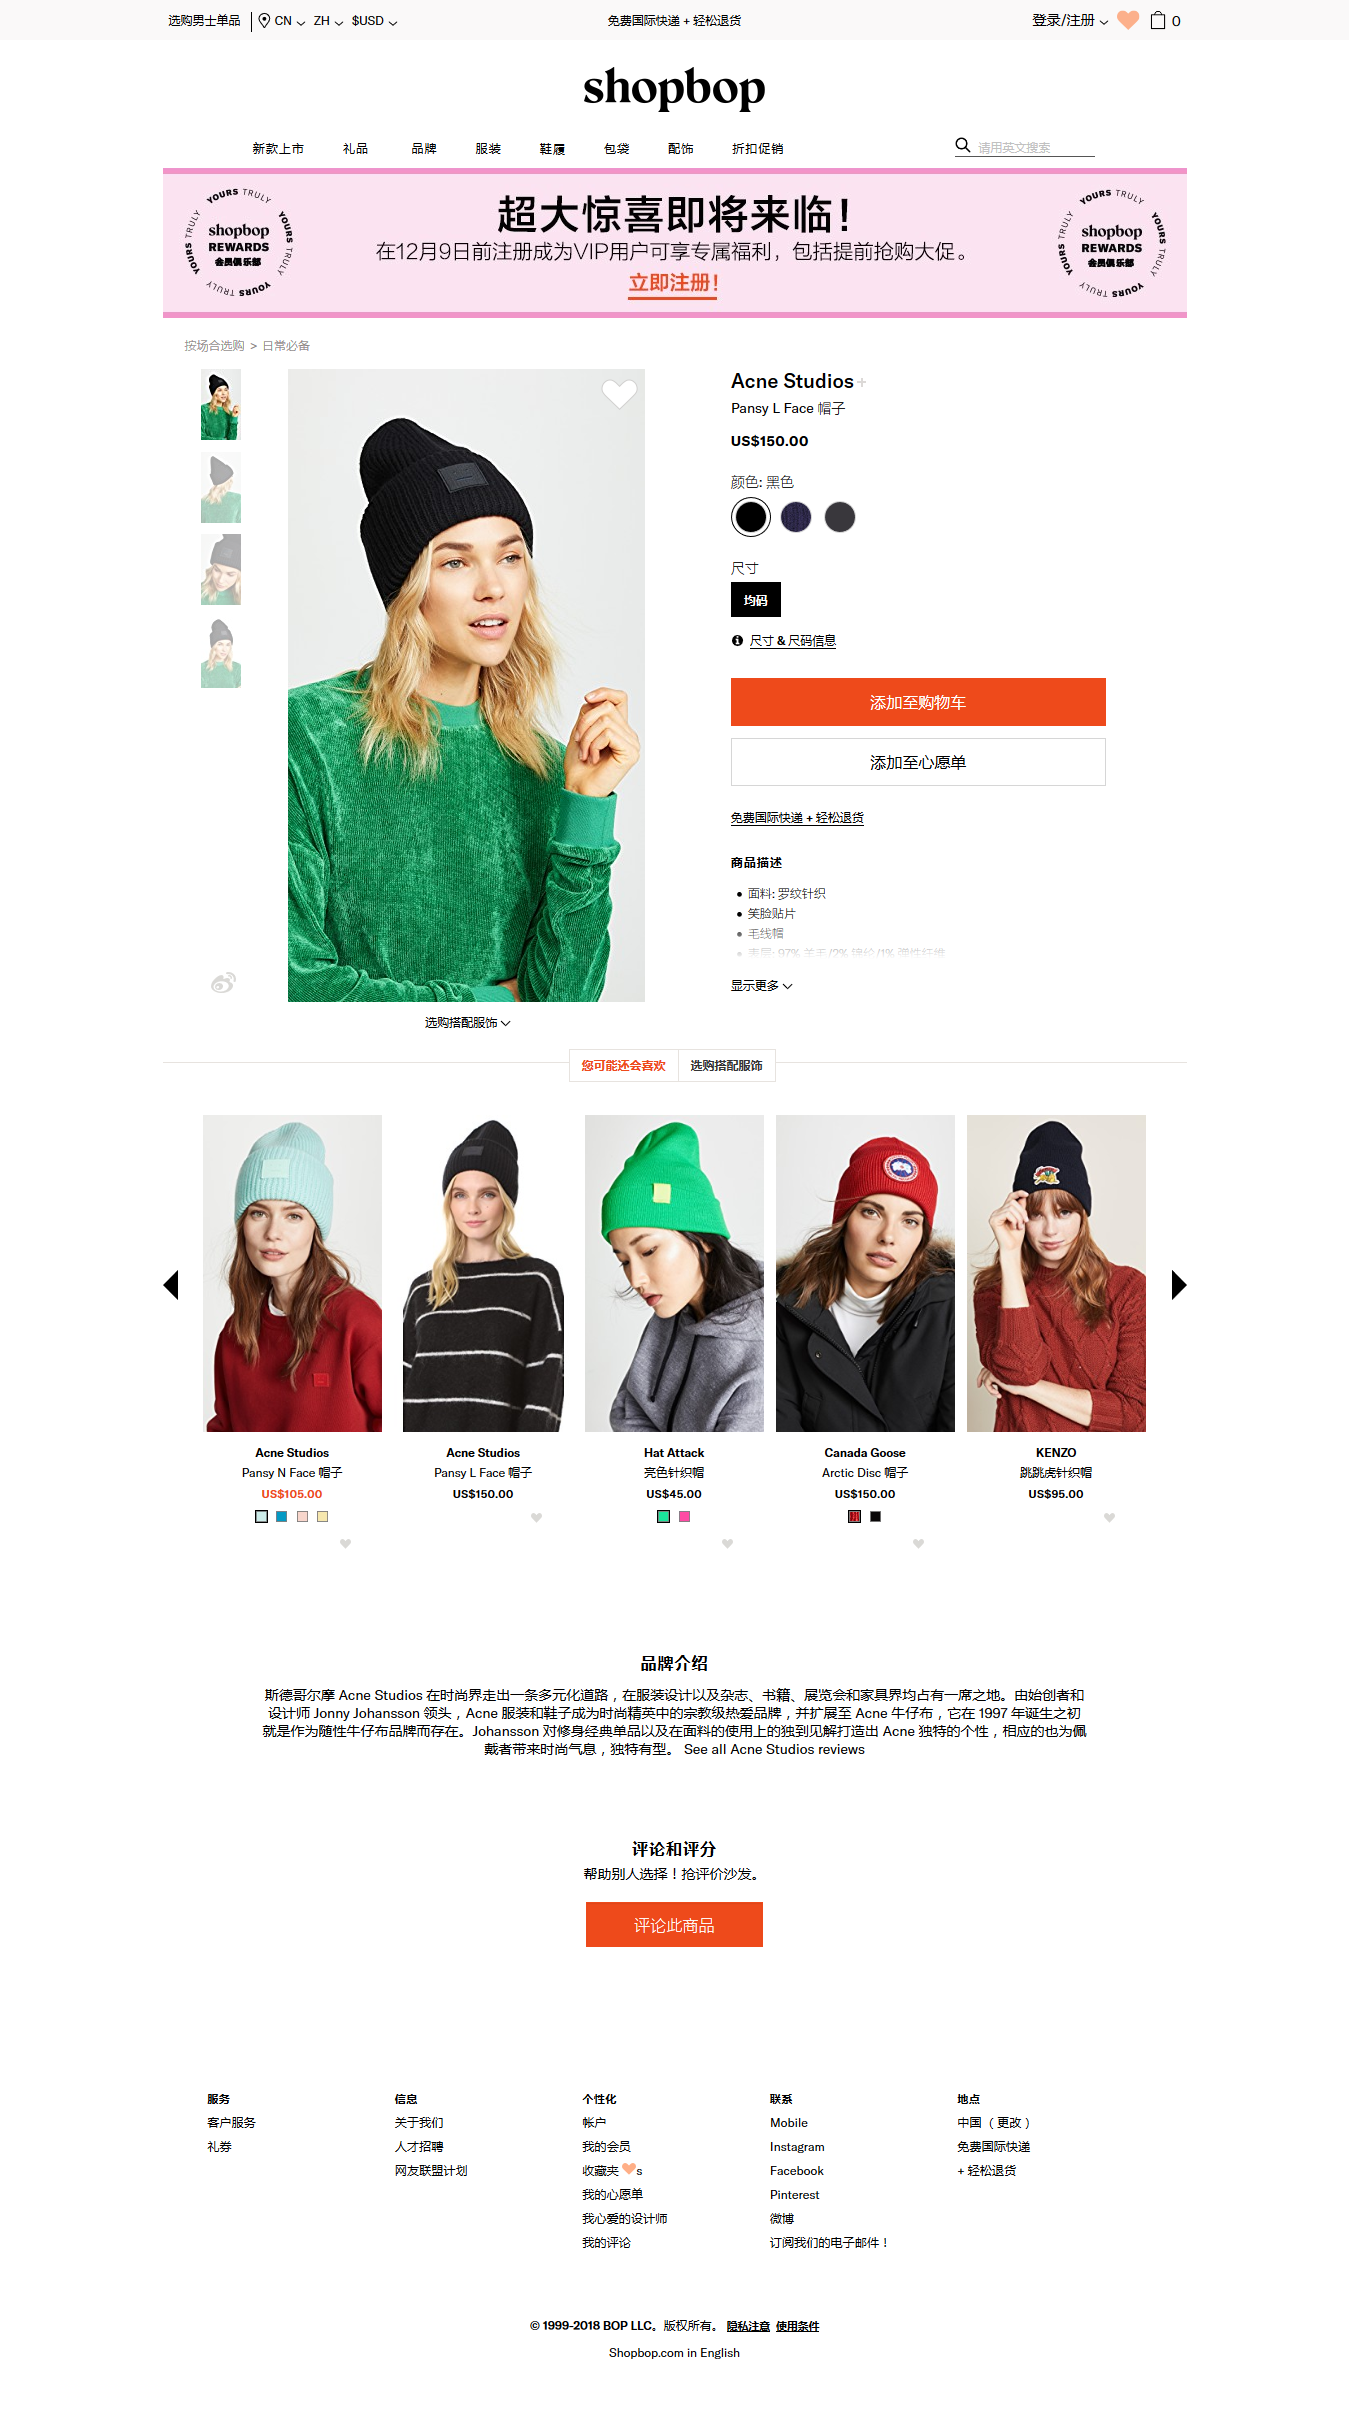 选购男士单品
CN
ZH
$USD
免费国际快递 + 轻松退货
登录/注册
0
shopbop
新款上市
礼品
品牌
服装
鞋履
包袋
配饰
折扣促销
请用英文搜索
YOURS TRULY YOURS TRULY YOURS TRULY
shopbop
REWARDS
会员俱乐部
超大惊喜即将来临！
在12月9日前注册成为VIP用户可享专属福利，包括提前抢购大促。
立即注册！
YOURS TRULY YOURS TRULY YOURS TRULY
shopbop
REWARDS
会员俱乐部
按场合选购 > 日常必备
Acne Studios+
Pansy L Face 帽子
US$150.00
颜色: 黑色
尺寸
均码
尺寸 & 尺码信息
添加至购物车
添加至心愿单
免费国际快递 + 轻松退货
商品描述
面料: 罗纹针织
笑脸贴片
毛线帽
表层: 97% 羊毛/2% 锦纶/1% 弹性纤维
显示更多
选购搭配服饰
您可能还会喜欢
选购搭配服饰
Acne Studios
Pansy N Face 帽子
US$105.00
Acne Studios
Pansy L Face 帽子
US$150.00
Hat Attack
亮色针织帽
US$45.00
Canada Goose
Arctic Disc 帽子
US$150.00
KENZO
跳跳虎针织帽
US$95.00
品牌介绍
斯德哥尔摩 Acne Studios 在时尚界走出一条多元化道路，在服装设计以及杂志、书籍、展览会和家具界均占有一席之地。由始创者和
设计师 Jonny Johansson 领头，Acne 服装和鞋子成为时尚精英中的宗教级热爱品牌，并扩展至 Acne 牛仔布，它在 1997 年诞生之初
就是作为随性牛仔布品牌而存在。Johansson 对修身经典单品以及在面料的使用上的独到见解打造出 Acne 独特的个性，相应的也为佩
戴者带来时尚气息，独特有型。 See all Acne Studios reviews
评论和评分
帮助别人选择！抢评价沙发。
评论此商品
服务
客户服务
礼券
信息
关于我们
人才招聘
网友联盟计划
个性化
帐户
我的会员
收藏夹 s
我的心愿单
我心爱的设计师
我的评论
联系
Mobile
Instagram
Facebook
Pinterest
微博
订阅我们的电子邮件！
地点
中国 （更改）
免费国际快递
+ 轻松退货
© 1999-2018 BOP LLC。版权所有。 隐私注意 使用条件
Shopbop.com in English